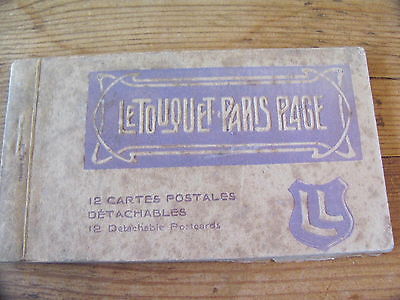 LE TOUQUET-PARIS PLAGE
12 CARTES POSTALES
DÉTACHABLES
12 Detachable Postcards
LL